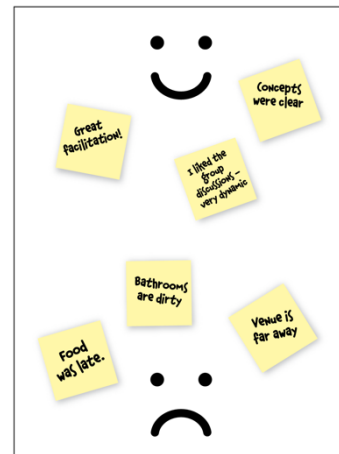 Concepts
were clear
Great
facilitation!
I liked the
group
discussions –
very dynamic
Bathrooms
are dirty
Venue is
far away
Food
was late.